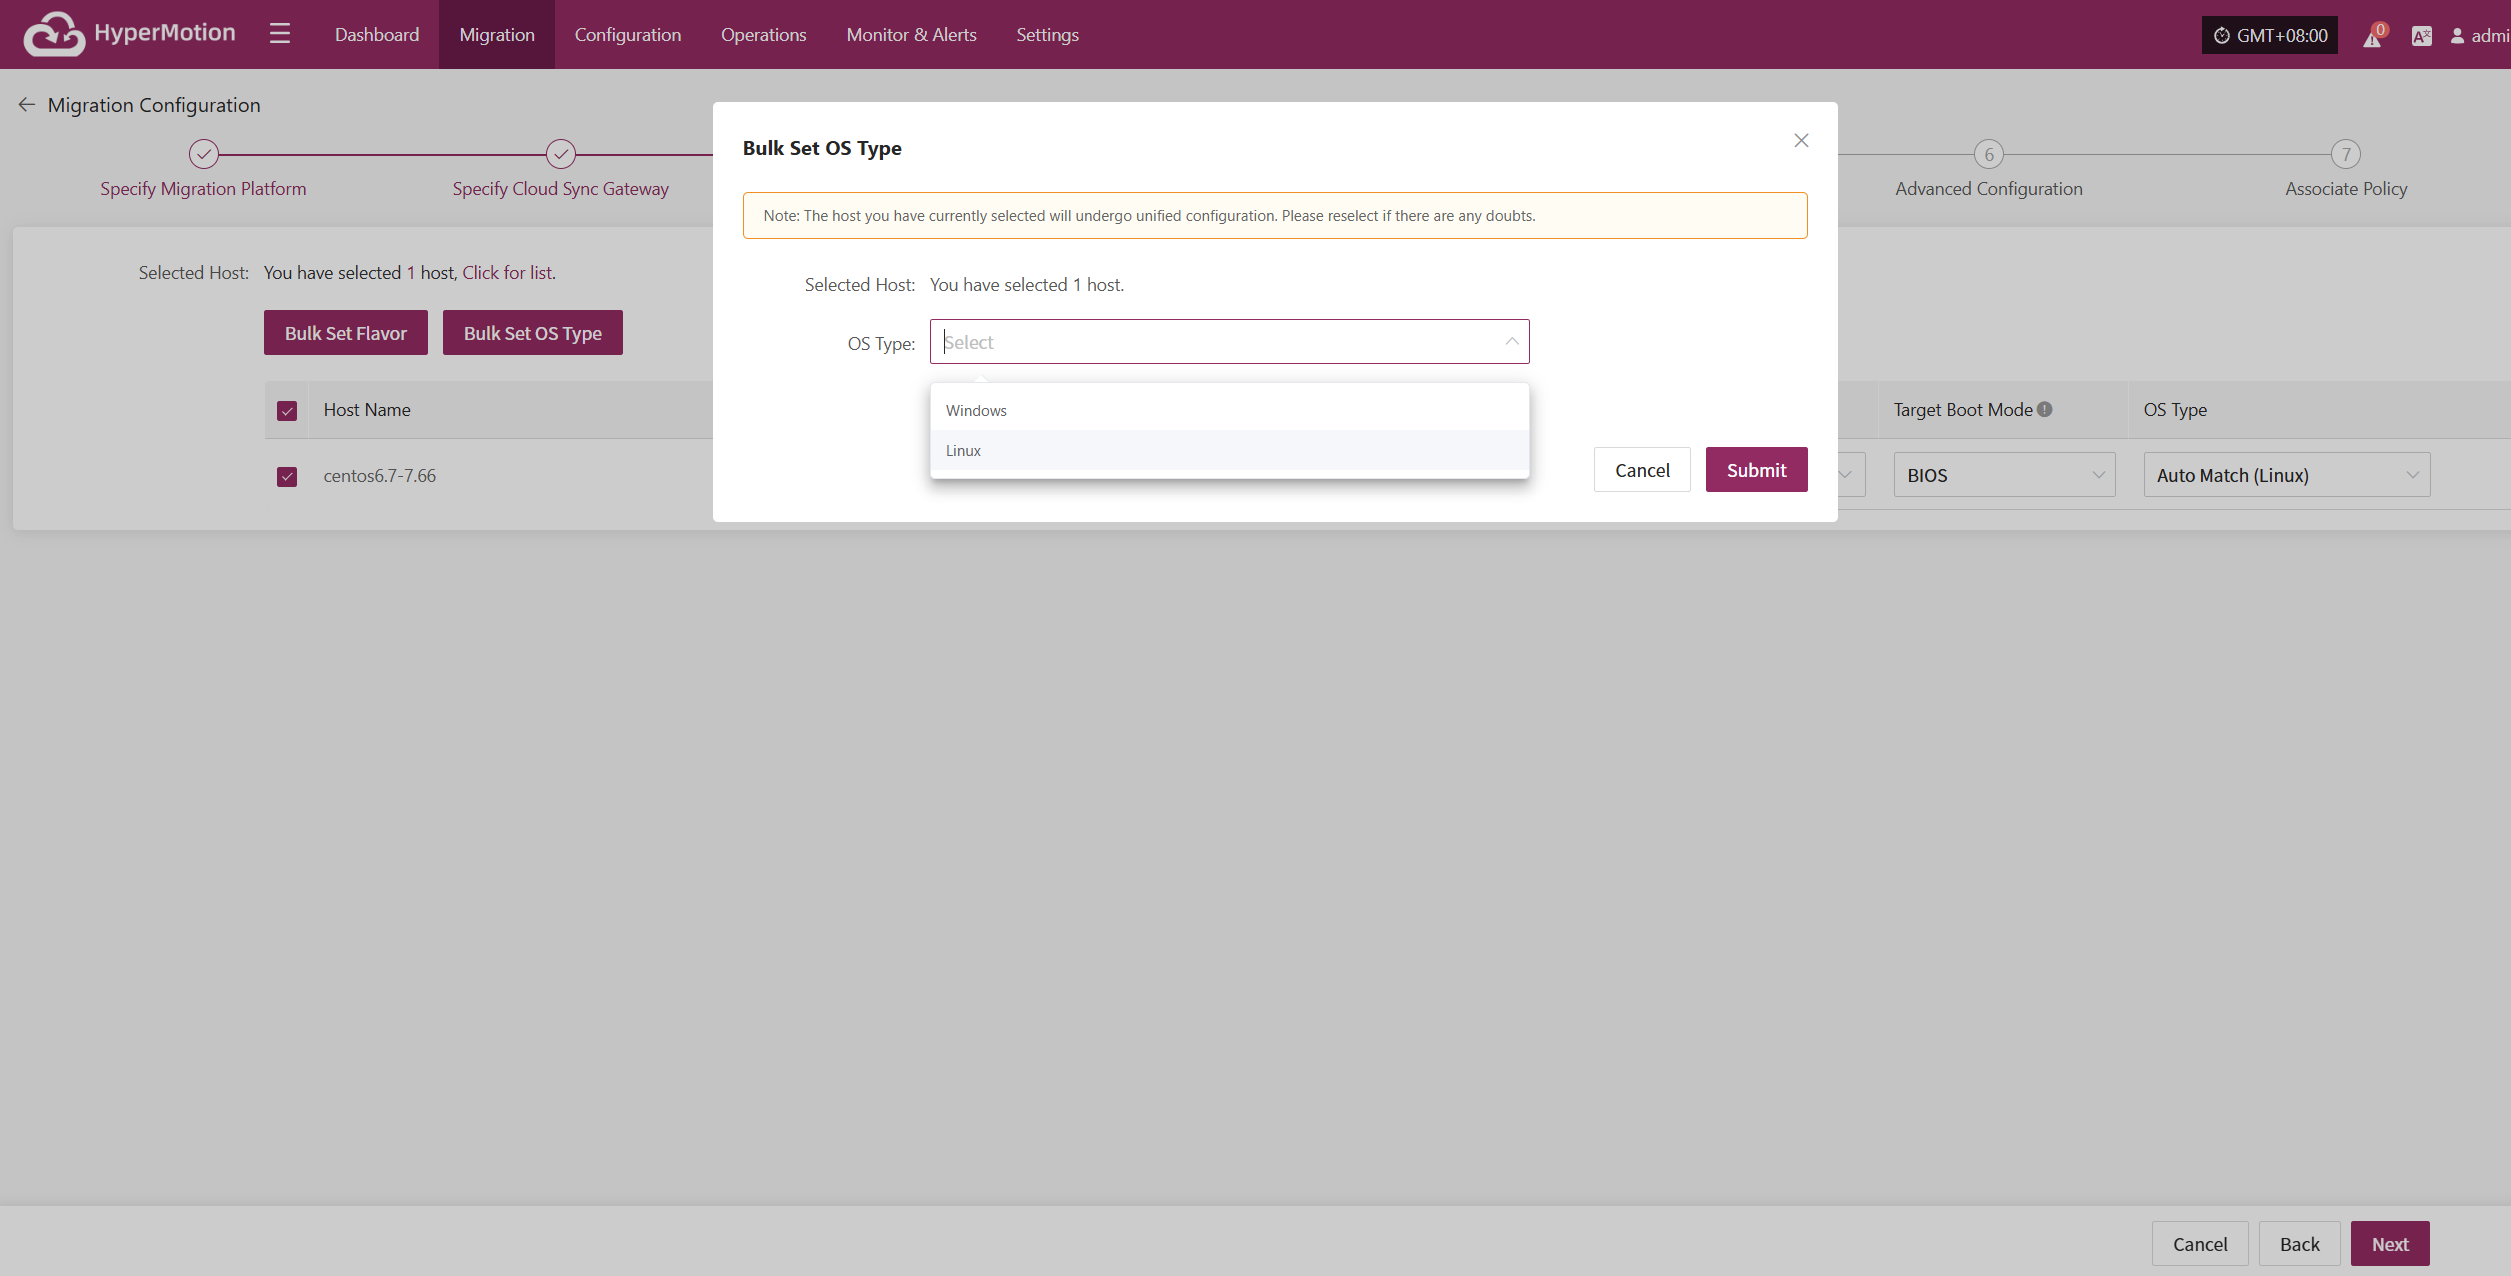 HyperMotion
Dashboard
Migration
Configuration
Operations
Monitor & Alerts
Settings
GMT+08:00
0
admi
Migration Configuration
Specify Migration Platform
Specify Cloud Sync Gateway
6
Advanced Configuration
7
Associate Policy
Bulk Set OS Type
Note: The host you have currently selected will undergo unified configuration. Please reselect if there are any doubts.
Selected Host: You have selected 1 host.
OS Type: Select
Windows
Linux
Cancel
Submit
Selected Host: You have selected 1 host, Click for list.
Bulk Set Flavor
Bulk Set OS Type
Host Name
Target Boot Mode
OS Type
centos6.7-7.66
BIOS
Auto Match (Linux)
Cancel
Back
Next